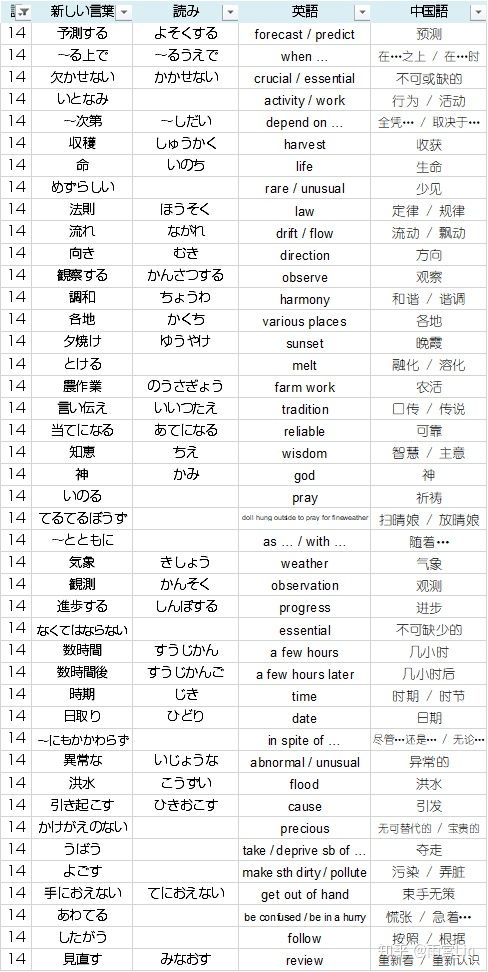 新しい言葉 読み 英語 中国語
14 予測する よそくする forecast / predict 预测
14 ～る上で ～るうえで when … 在…之上 / 在…时
14 欠かせない かかせない crucial / essential 不可或缺的
14 いとなみ activity / work 行为 / 活动
14 ～次第 ～しだい depend on … 全凭… / 取决于…
14 収穫 しゅうかく harvest 收获
14 命 いのち life 生命
14 めずらしい rare / unusual 少见
14 法則 ほうそく law 定律 / 规律
14 流れ ながれ drift / flow 流动 / 飘动
14 向き むき direction 方向
14 観察する かんさつする observe 观察
14 調和 ちょうわ harmony 和谐 / 谐调
14 各地 かくち various places 各地
14 夕焼け ゆうやけ sunset 晚霞
14 とける melt 融化 / 溶化
14 農作業 のうさぎょう farm work 农活
14 言い伝え いいつたえ tradition 口传 / 传说
14 当てになる あてになる reliable 可靠
14 知恵 ちえ wisdom 智慧 / 主意
14 神 かみ god 神
14 いのる pray 祈祷
14 てるてるぼうず doll hung outside to pray for fineweather 扫晴娘 / 放晴娘
14 ～とともに as … / with … 随着…
14 気象 きしょう weather 气象
14 観測 かんそく observation 观测
14 進歩する しんぽする progress 进步
14 なくてはならない essential 不可缺少的
14 数時間 すうじかん a few hours 几小时
14 数時間後 すうじかんご a few hours later 几小时后
14 時期 じき time 时期 / 时节
14 日取り ひどり date 日期
14 ～にもかかわらず in spite of … 尽管…还是… / 无论…
14 異常な いじょうな abnormal / unusual 异常的
14 洪水 こうずい flood 洪水
14 引き起こす ひきおこす cause 引发
14 かけがえのない precious 无可替代的 / 宝贵的
14 うばう take / deprive sb of … 夺走
14 よごす make sth dirty / pollute 污染 / 弄脏
14 手におえない てにおえない get out of hand 束手无策
14 あわてる be confused / be in a hurry 慌张 / 急着…
14 したがう follow 按照 / 根据
14 見直す みなおす review 重新看 / 重新认识